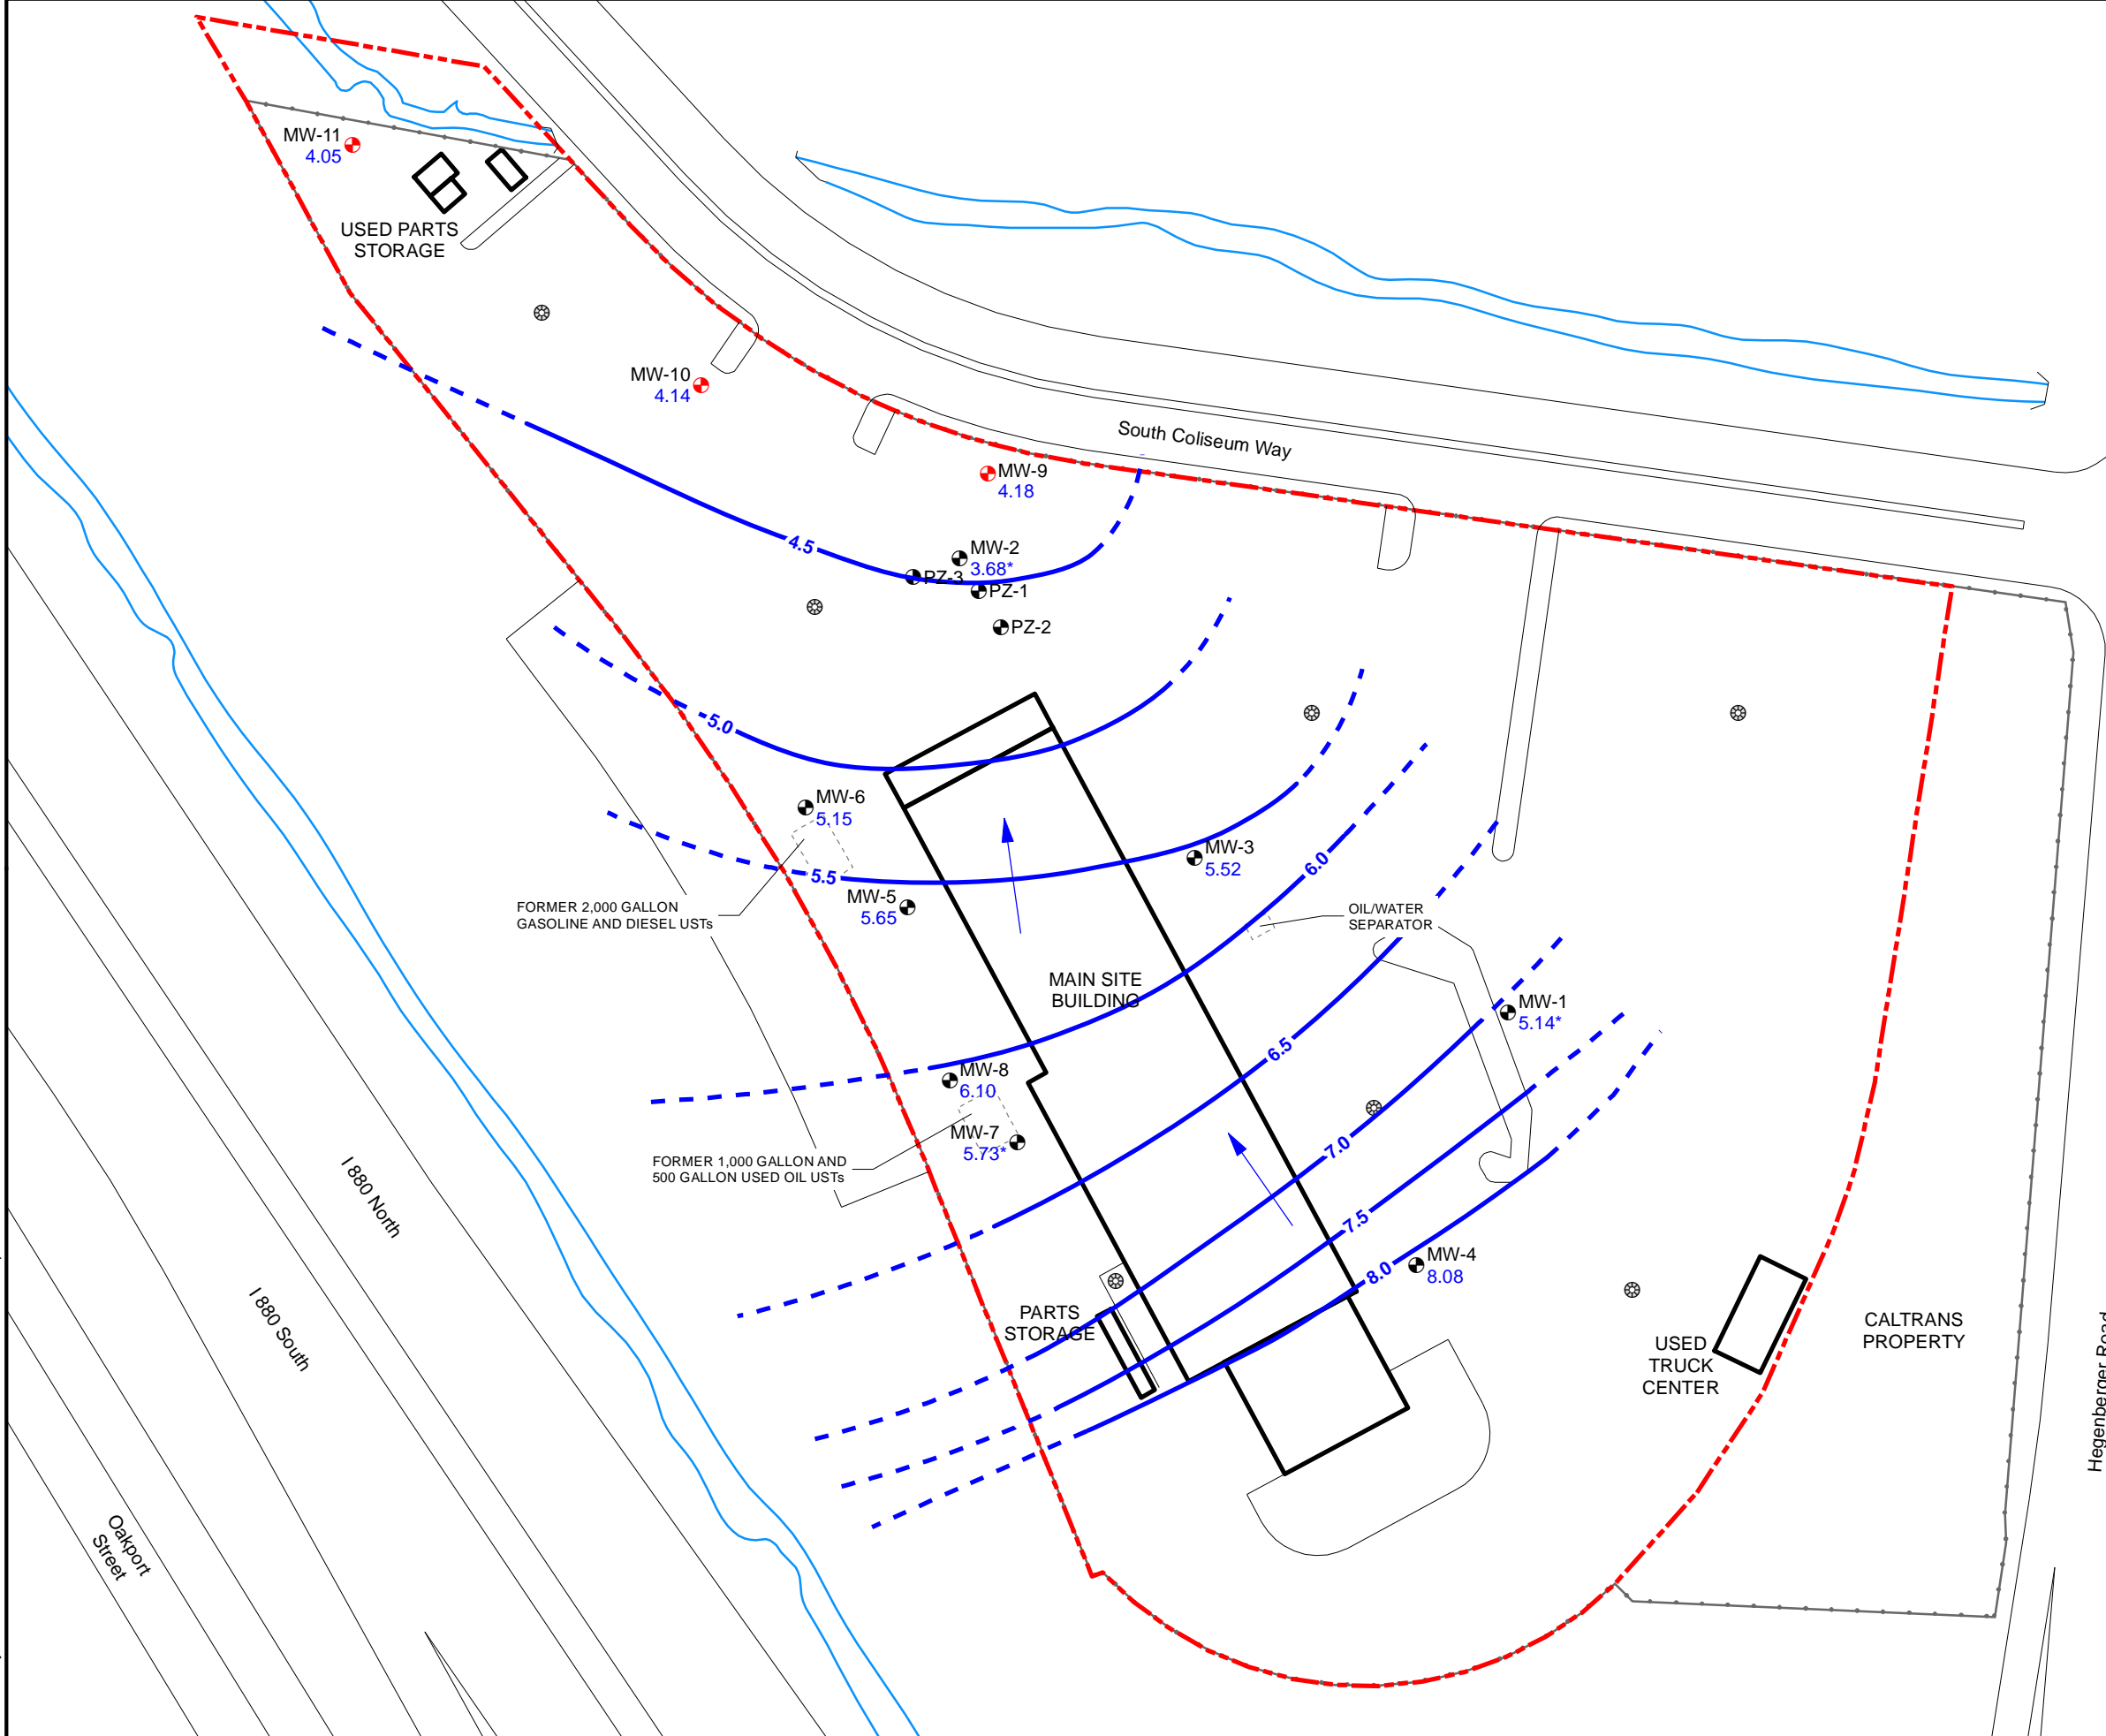 MW-11
4.05
USED PARTS
STORAGE
MW-10
4.14
South Coliseum Way
MW-9
4.18
4.5
MW-2
3.68*
PZ-3
PZ-1
PZ-2
5.0
MW-6
5.15
MW-3
5.52
6.0
5.5
MW-5
5.65
FORMER 2,000 GALLON
GASOLINE AND DIESEL USTs
OIL/WATER
SEPARATOR
MAIN SITE
BUILDING
MW-1
5.14*
6.5
MW-8
6.10
MW-7
5.73*
7.0
FORMER 1,000 GALLON AND
500 GALLON USED OIL USTs
I 880 North
7.5
8.0
MW-4
8.08
I 880 South
PARTS
STORAGE
USED
TRUCK
CENTER
CALTRANS
PROPERTY
Hegenberger Road
Oakport
Street